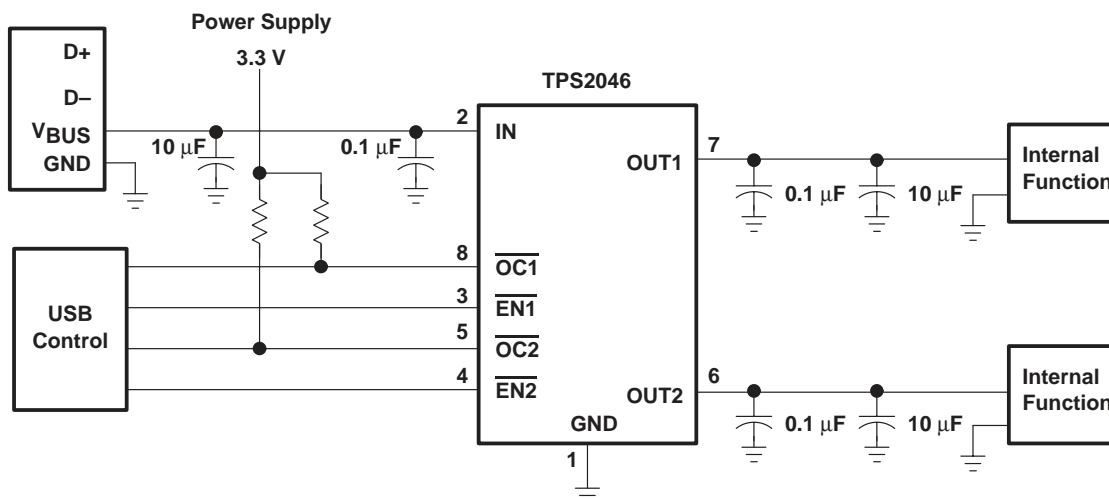 Power Supply
3.3 V
D+
D–
VBUS
GND
10 μF
0.1 μF
TPS2046
2
IN
7
OUT1
0.1 μF
10 μF
Internal
Function
USB
Control
8
OC1
3
EN1
5
OC2
4
EN2
6
OUT2
0.1 μF
10 μF
Internal
Function
GND
1